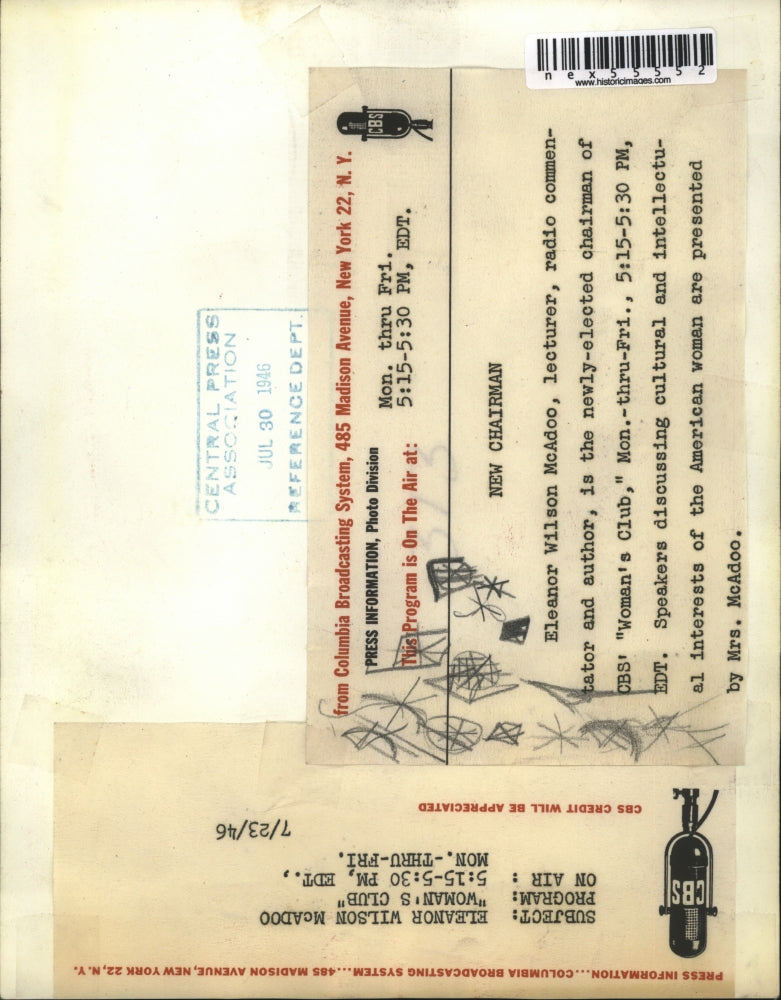 nex55552
www.historicimages.com
CENTRAL PRESS
ASSOCIATION
JUL 30 1946
REFERENCE DEPT.
from Columbia Broadcasting System, 485 Madison Avenue, New York 22, N. Y.
PRESS INFORMATION, Photo Division
This Program is On The Air at:
Mon. thru Fri.
5:15-5:30 PM, EDT.
CBS
NEW CHAIRMAN
Eleanor Wilson McAdoo, lecturer, radio commen-
tator and author, is the newly-elected chairman of
CBS' "Woman's Club," Mon.-thru-Fri., 5:15-5:30 PM,
EDT. Speakers discussing cultural and intellectu-
al interests of the American woman are presented
by Mrs. McAdoo.
PRESS INFORMATION...COLUMBIA BROADCASTING SYSTEM...485 MADISON AVENUE, NEW YORK 22, N.Y.
CBS
SUBJECT: ELEANOR WILSON McADOO
PROGRAM: "WOMAN'S CLUB"
ON AIR : 5:15-5:30 PM, EDT.,
MON.-THRU-FRI.
7/23/46
CBS CREDIT WILL BE APPRECIATED